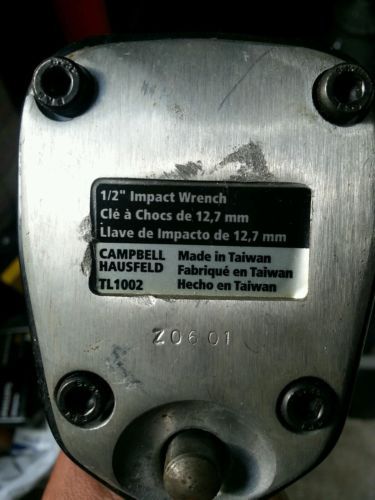 1/2" Impact Wrench
Clé à Chocs de 12,7 mm
Llave de Impacto de 12,7 mm
CAMPBELL Made in Taiwan
HAUSFELD Fabriqué en Taiwan
TL1002 Hecho en Taiwan
Z0601